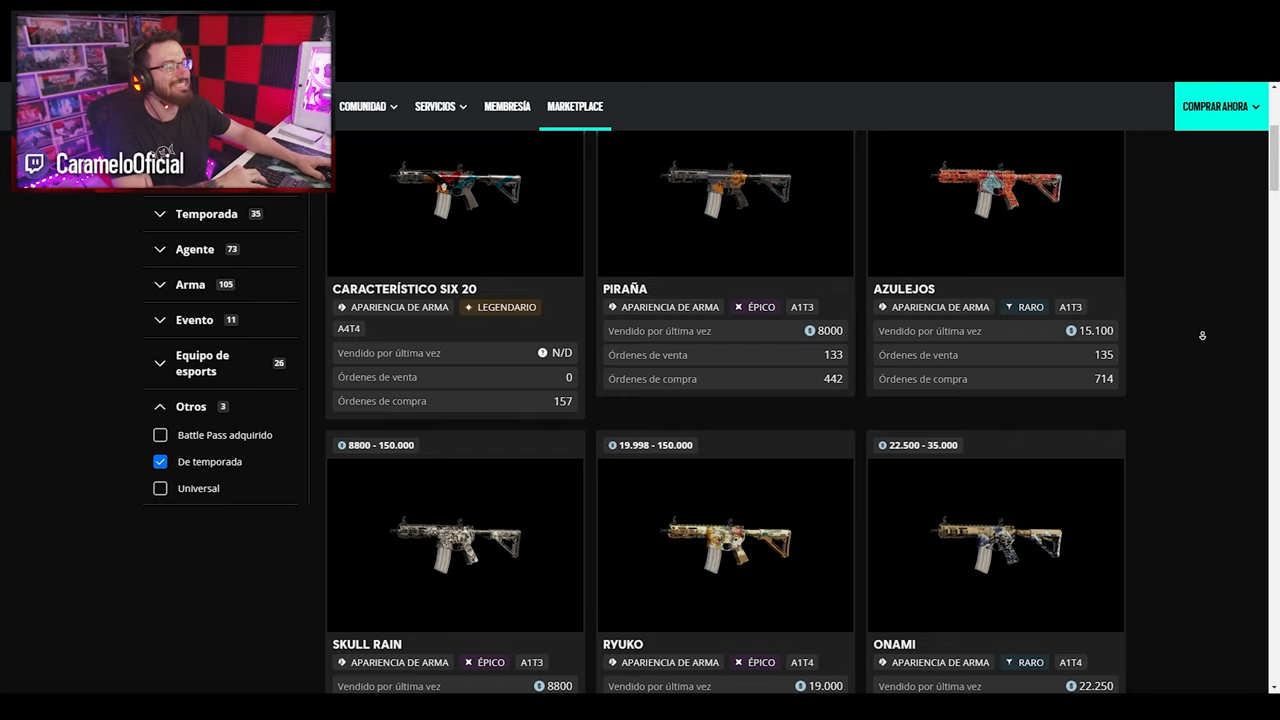 CarameloOficial
COMUNIDAD
SERVICIOS
MEMBRESÍA
MARKETPLACE
COMPRAR AHORA
Temporada 35
Agente 73
Arma 105
Evento 11
Equipo de
esports 26
Otros 3
Battle Pass adquirido
De temporada
Universal
CARACTERÍSTICO SIX 20
APARIENCIA DE ARMA LEGENDARIO
A4T4
Vendido por última vez N/D
Órdenes de venta 0
Órdenes de compra 157
PIRAÑA
APARIENCIA DE ARMA ÉPICO A1T3
Vendido por última vez 8000
Órdenes de venta 133
Órdenes de compra 442
AZULEJOS
APARIENCIA DE ARMA RARO A1T3
Vendido por última vez 15.100
Órdenes de venta 135
Órdenes de compra 714
8800 - 150.000
SKULL RAIN
APARIENCIA DE ARMA ÉPICO A1T3
Vendido por última vez 8800
19.998 - 150.000
RYUKO
APARIENCIA DE ARMA ÉPICO A1T4
Vendido por última vez 19.000
22.500 - 35.000
ONAMI
APARIENCIA DE ARMA RARO A1T4
Vendido por última vez 22.250